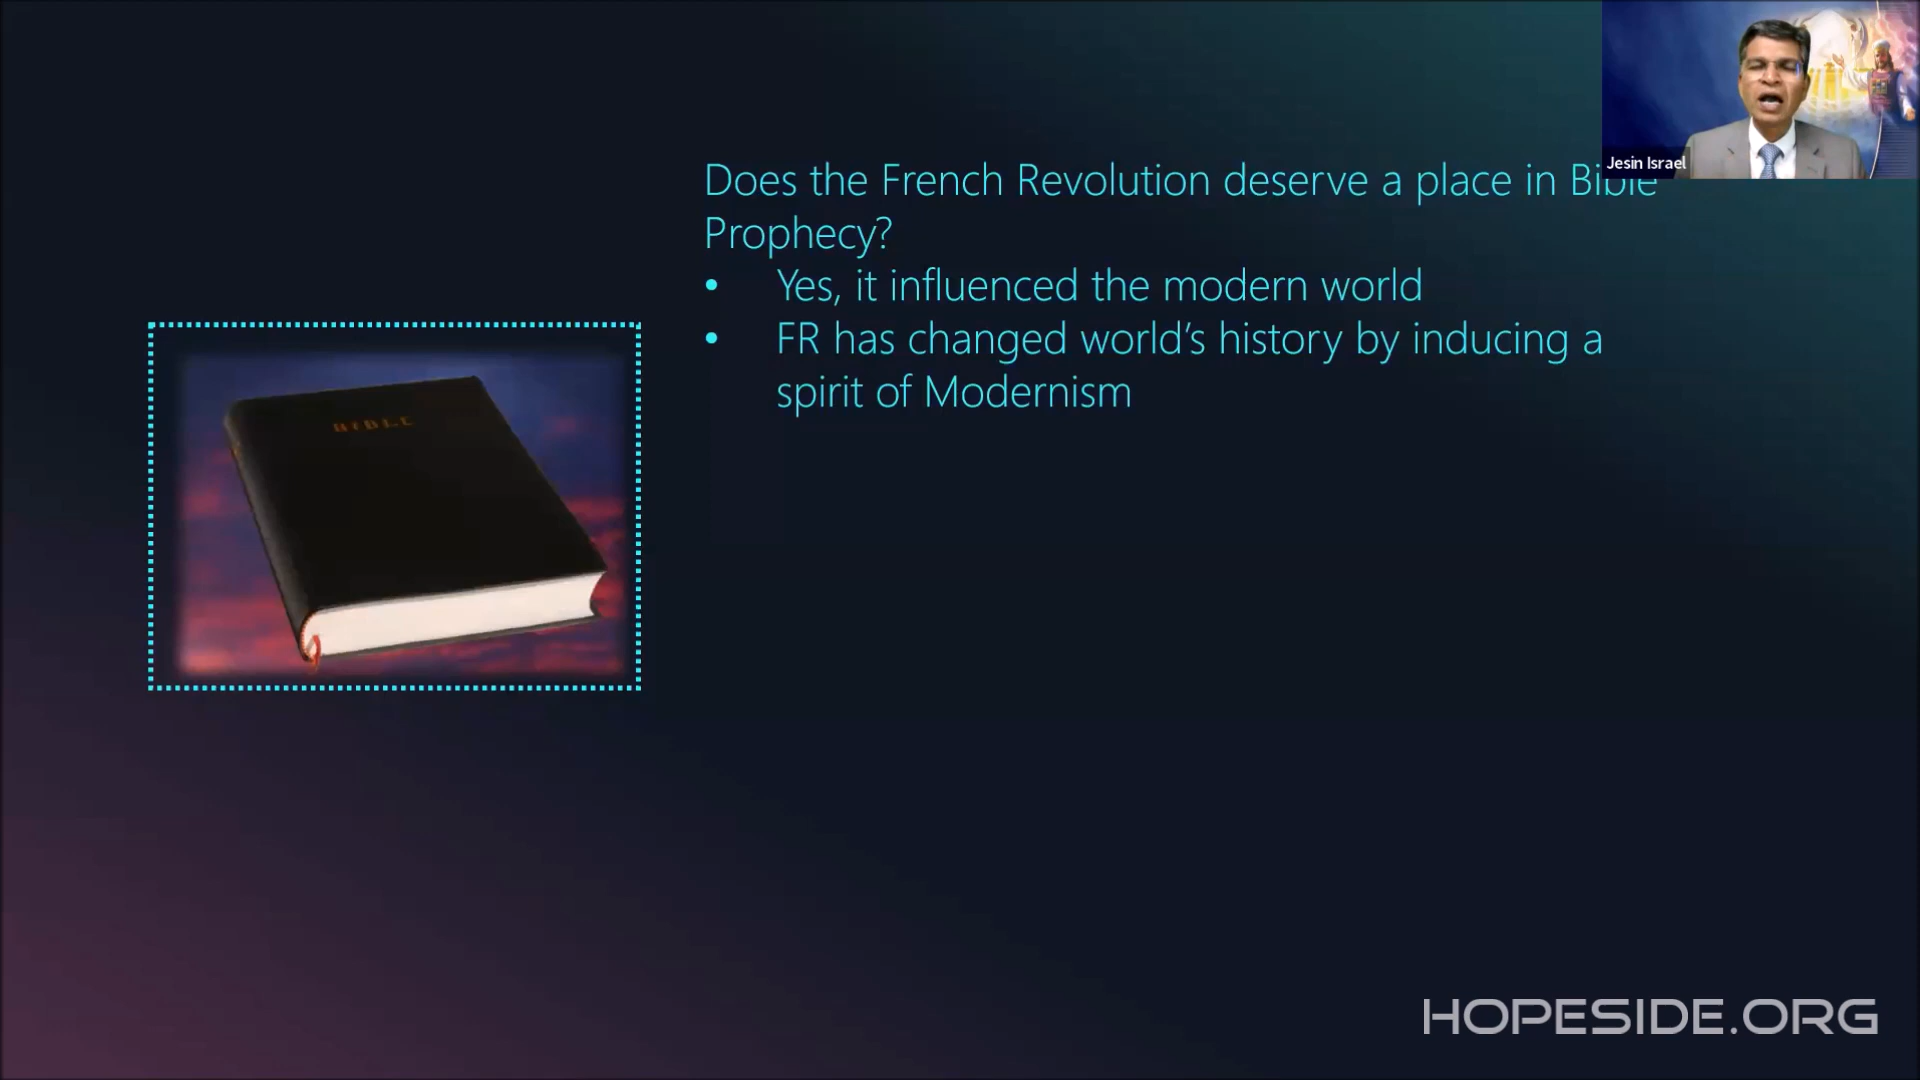 Jesin Israel
Does the French Revolution deserve a place in Bible
Prophecy?
• Yes, it influenced the modern world
• FR has changed world’s history by inducing a
spirit of Modernism
BIBLE
HOPESIDE.ORG